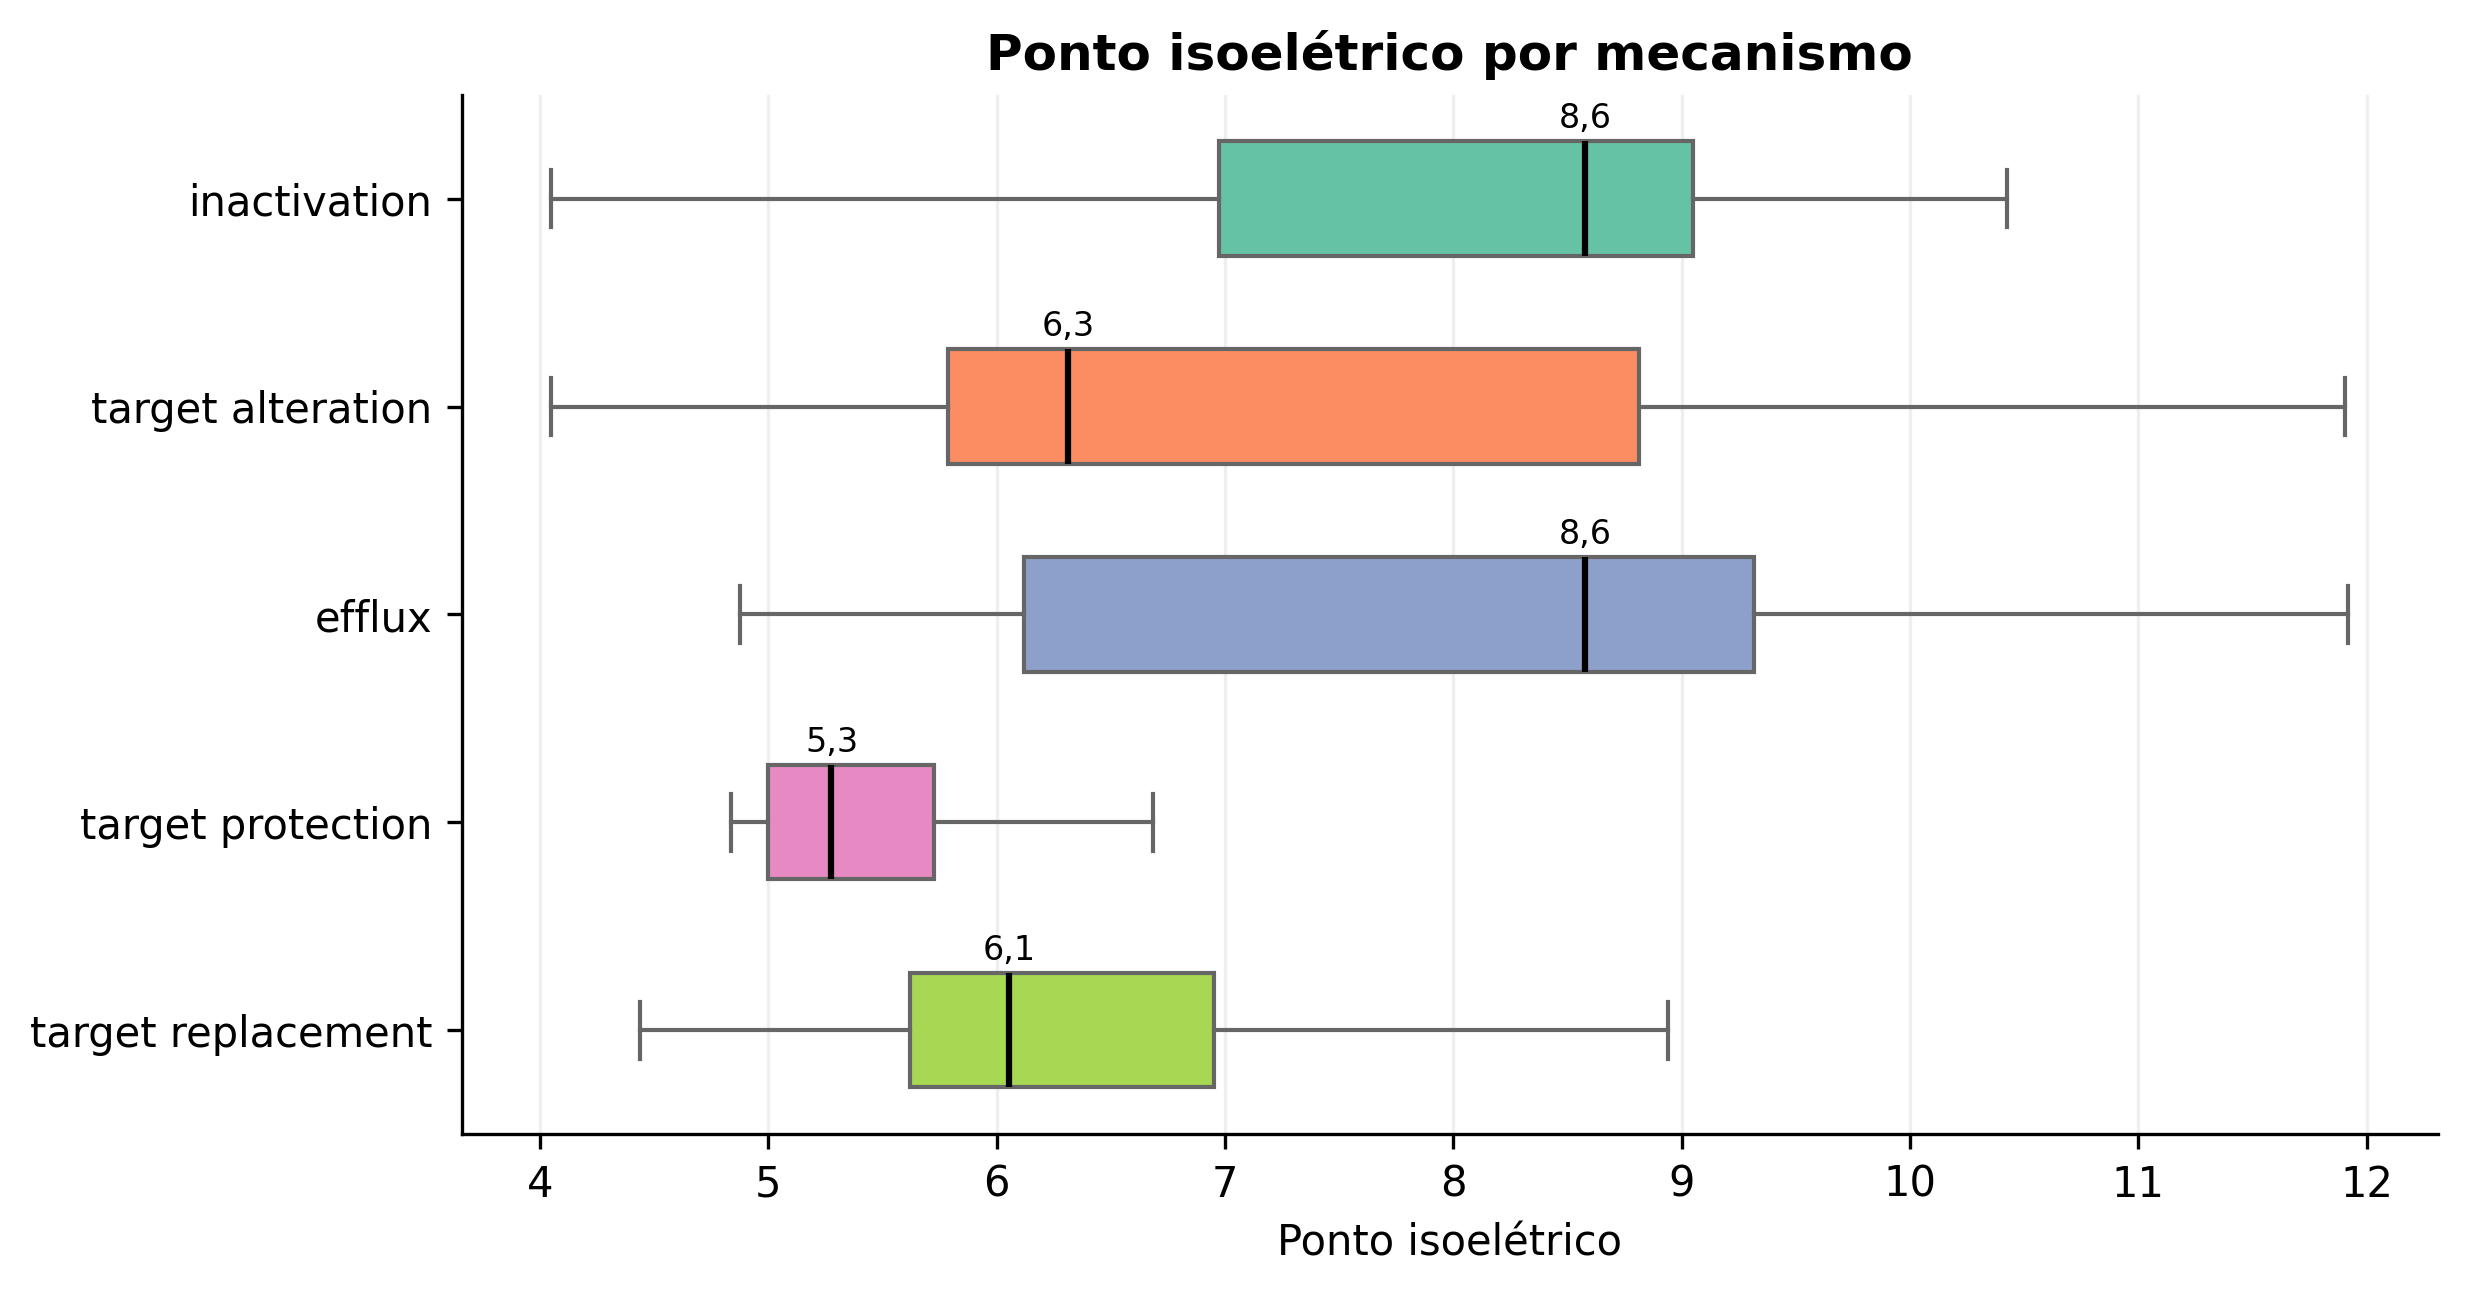 Ponto isoelétrico por mecanismo
8,6
inactivation
6,3
target alteration
8,6
efflux
5,3
target protection
6,1
target replacement
4 5 6 7 8 9 10 11 12
Ponto isoelétrico